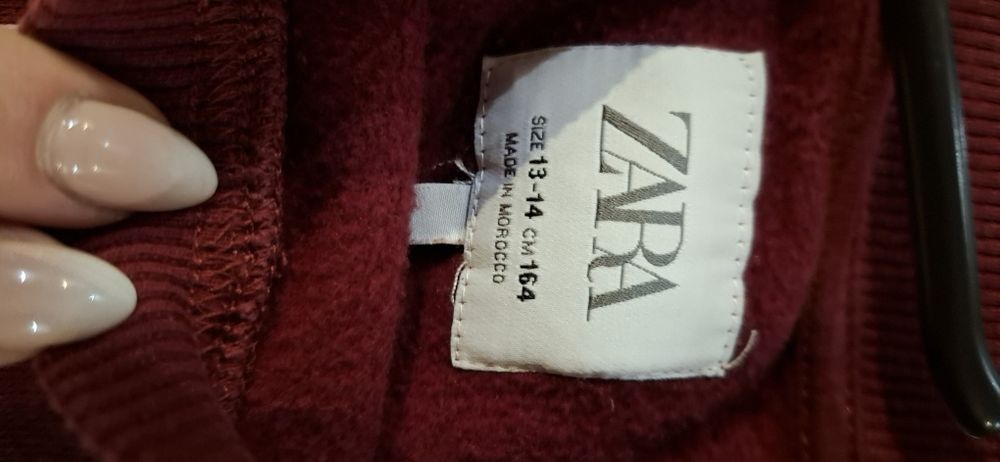 ZARA
SIZE 13-14 CM 164
MADE IN MOROCCO